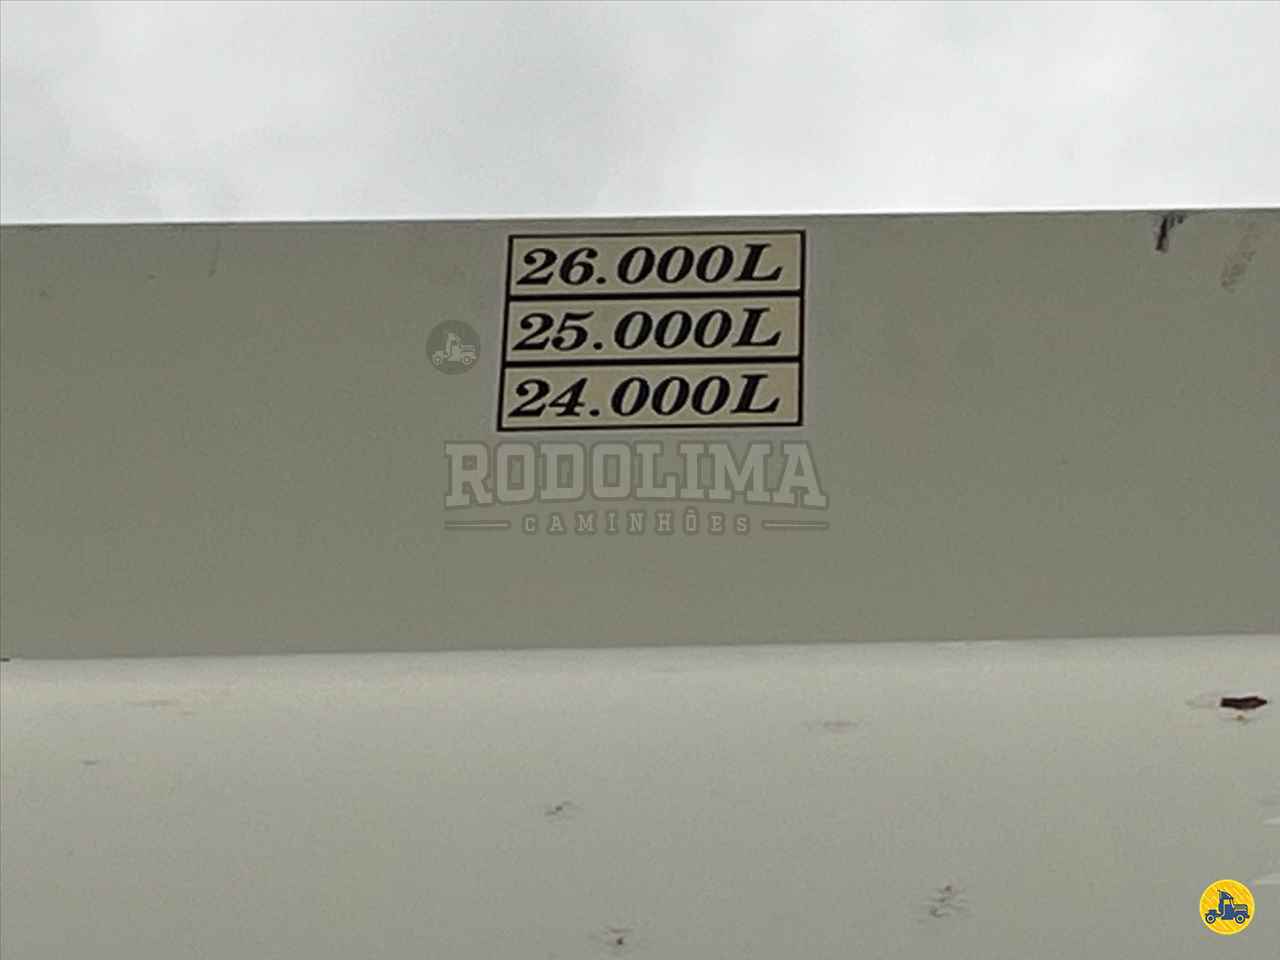 26.000L
25.000L
24.000L
RODOLIMA
CAMINHÕES